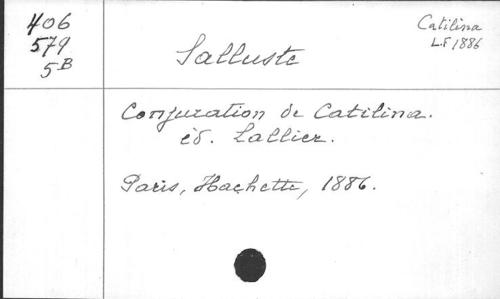 406
579
5B
Catilina
L.F 1886
Salluste
Conjuration de Catilina.
éd. Lallier.
Paris, Hachette, 1886.